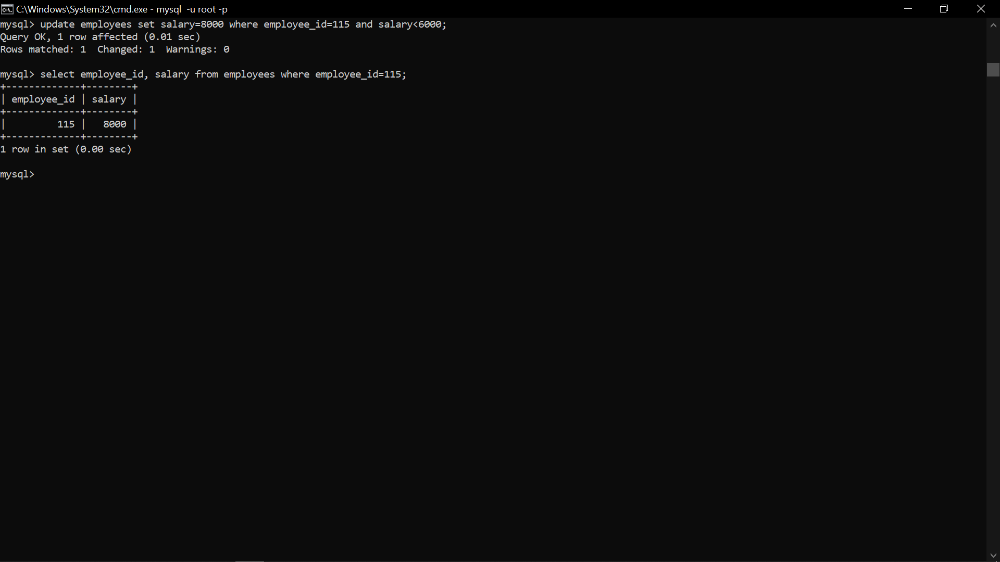 C:\Windows\System32\cmd.exe - mysql  -u root -p
mysql> update employees set salary=8000 where employee_id=115 and salary<6000;
Query OK, 1 row affected (0.01 sec)
Rows matched: 1  Changed: 1  Warnings: 0
mysql> select employee_id, salary from employees where employee_id=115;
+-------------+--------+
| employee_id | salary |
+-------------+--------+
|         115 |   8000 |
+-------------+--------+
1 row in set (0.00 sec)
mysql>